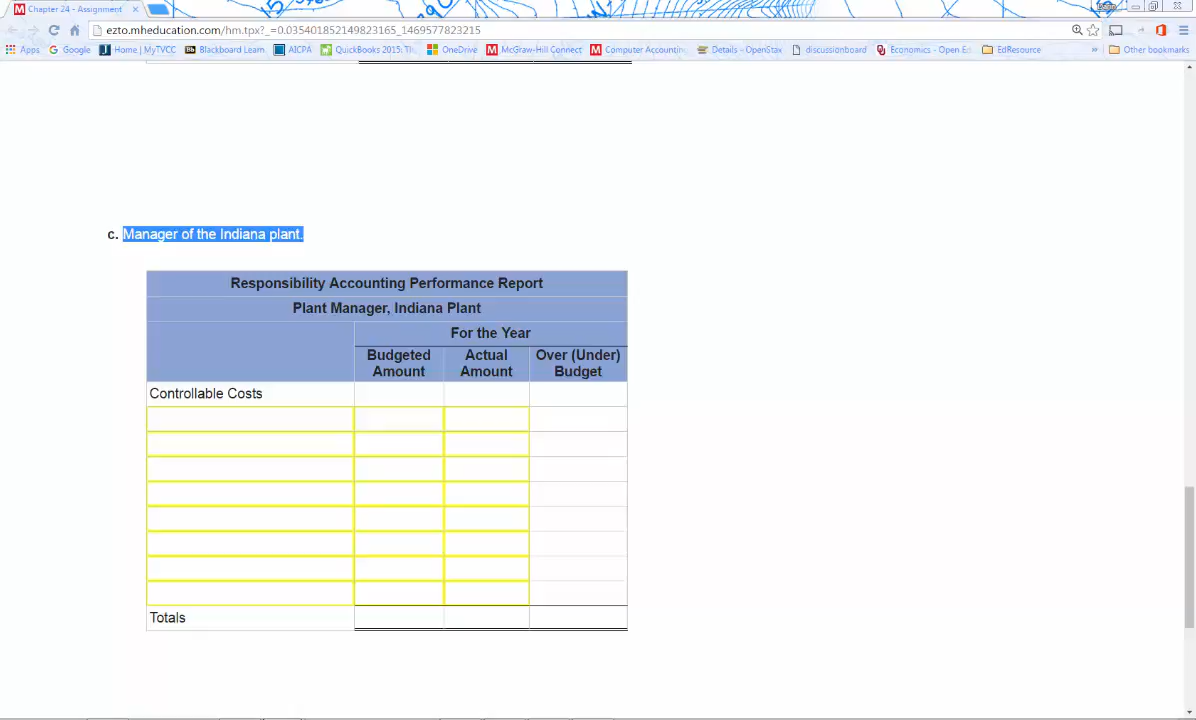 Chapter 24 - Assignment
ezto.mheducation.com/hm.tpx?_=0.035401852149823165_1469577823215
Apps Google Home | MyTVCC Blackboard Learn AICPA QuickBooks 2015: Th OneDrive McGraw-Hill Connect Computer Accountin Details - OpenStax discussionboard Economics - Open Es EdResource » Other bookmarks
c. Manager of the Indiana plant.
Responsibility Accounting Performance Report
Plant Manager, Indiana Plant
For the Year
Budgeted Amount Actual Amount Over (Under) Budget
Controllable Costs
Totals